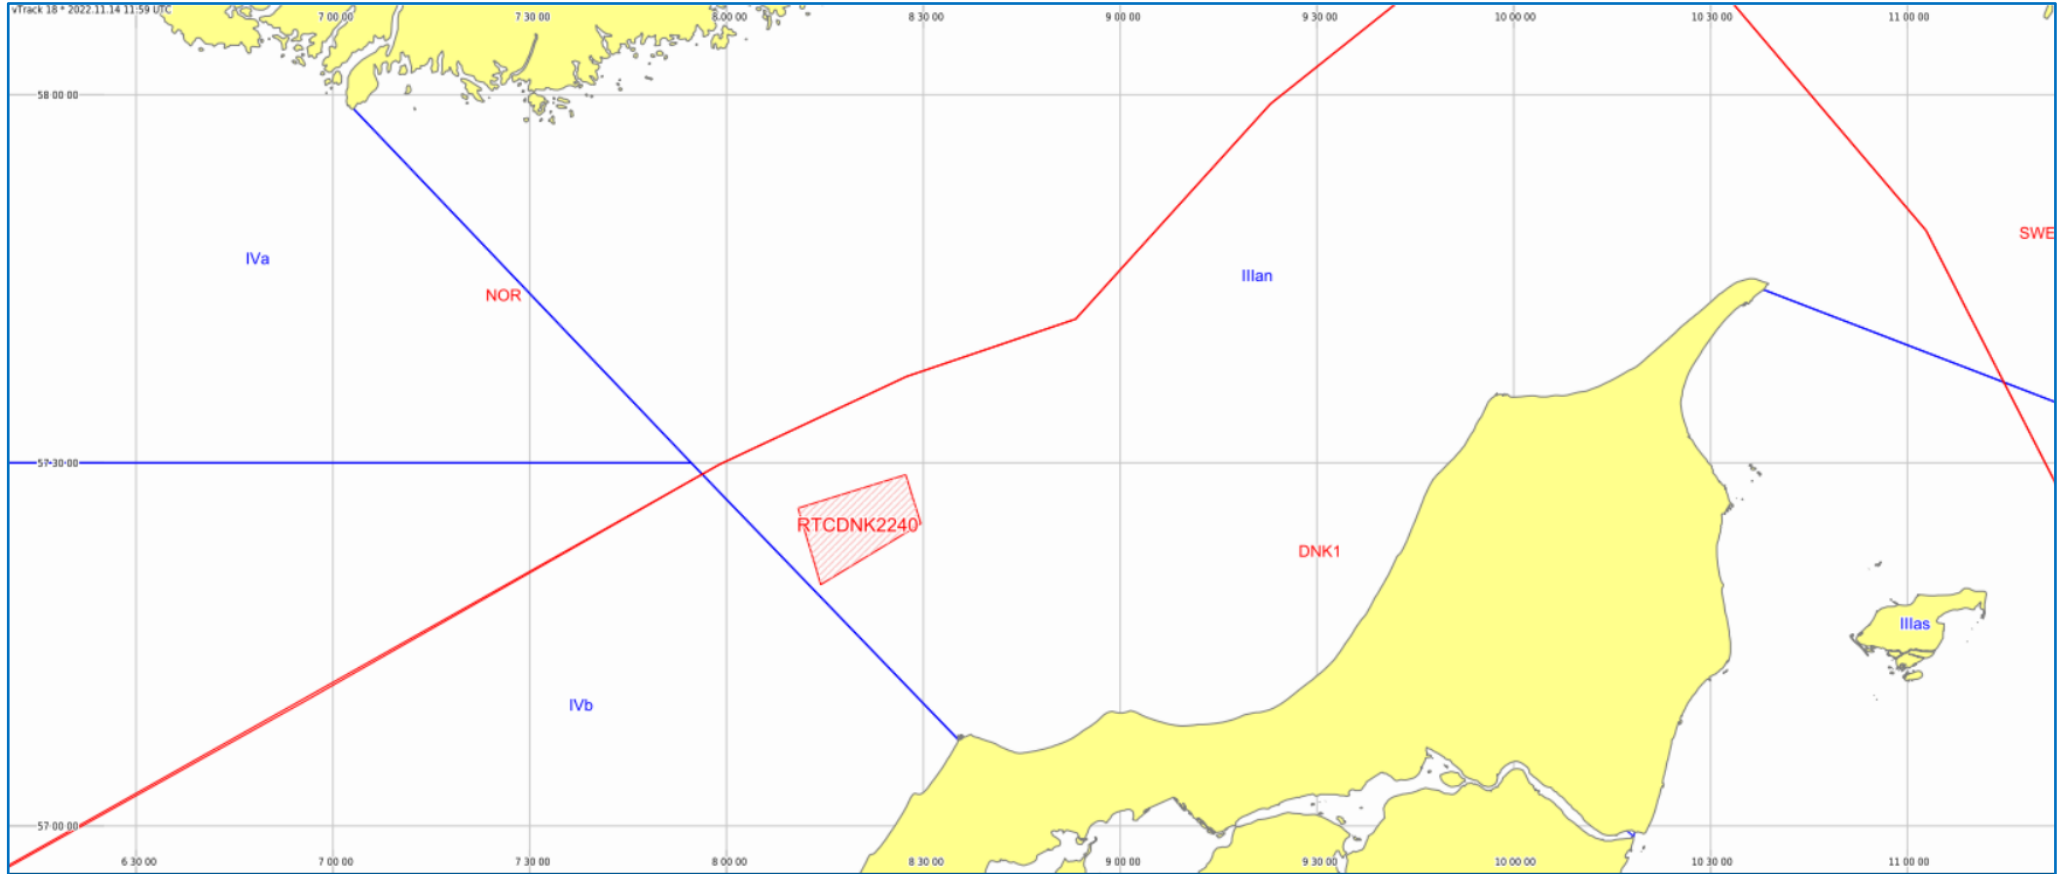 vTrack 18 * 2022.11.14 11:59 UTC
7 00 00 7 30 00 8 00 00 8 30 00 9 00 00 9 30 00 10 00 00 10 30 00 11 00 00
58 00 00
SWE
IVa
IIIan
NOR
57 30 00
RTCDNK2240
DNK1
IIIas
IVb
57 00 00
6 30 00 7 00 00 7 30 00 8 00 00 8 30 00 9 00 00 9 30 00 10 00 00 10 30 00 11 00 00